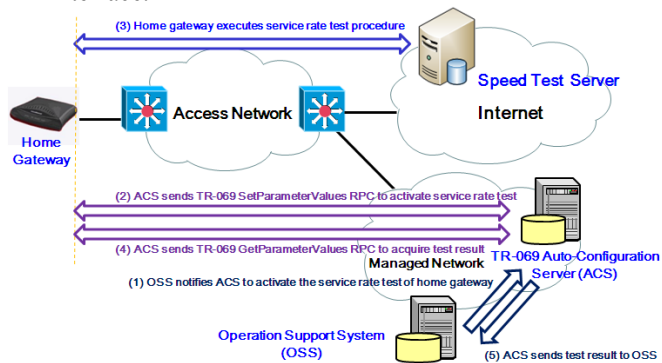 (3) Home gateway executes service rate test procedure
Speed Test Server
Access Network
Internet
Home
Gateway
(2) ACS sends TR-069 SetParameterValues RPC to activate service rate test
(4) ACS sends TR-069 GetParameterValues RPC to acquire test result
TR-069 Auto-Configuration
Server (ACS)
Managed Network
(1) OSS notifies ACS to activate the service rate test of home gateway
Operation Support System
(OSS)
(5) ACS sends test result to OSS